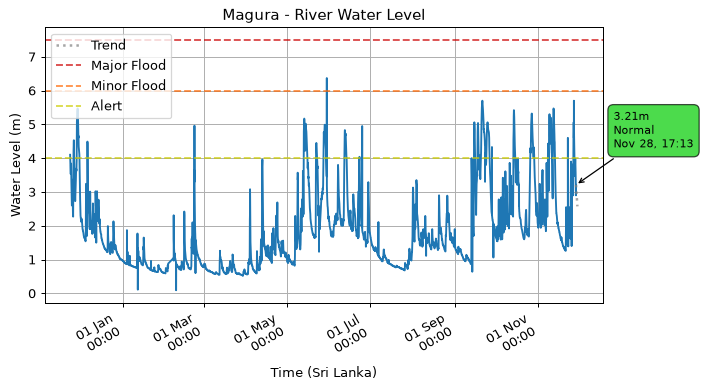 Magura - River Water Level
Trend
Major Flood
Minor Flood
Alert
3.21m
Normal
Nov 28, 17:13
Water Level (m)
7
6
5
4
3
2
1
0
01 Jan
00:00
01 Mar
00:00
01 May
00:00
01 Jul
00:00
01 Sep
00:00
01 Nov
00:00
Time (Sri Lanka)